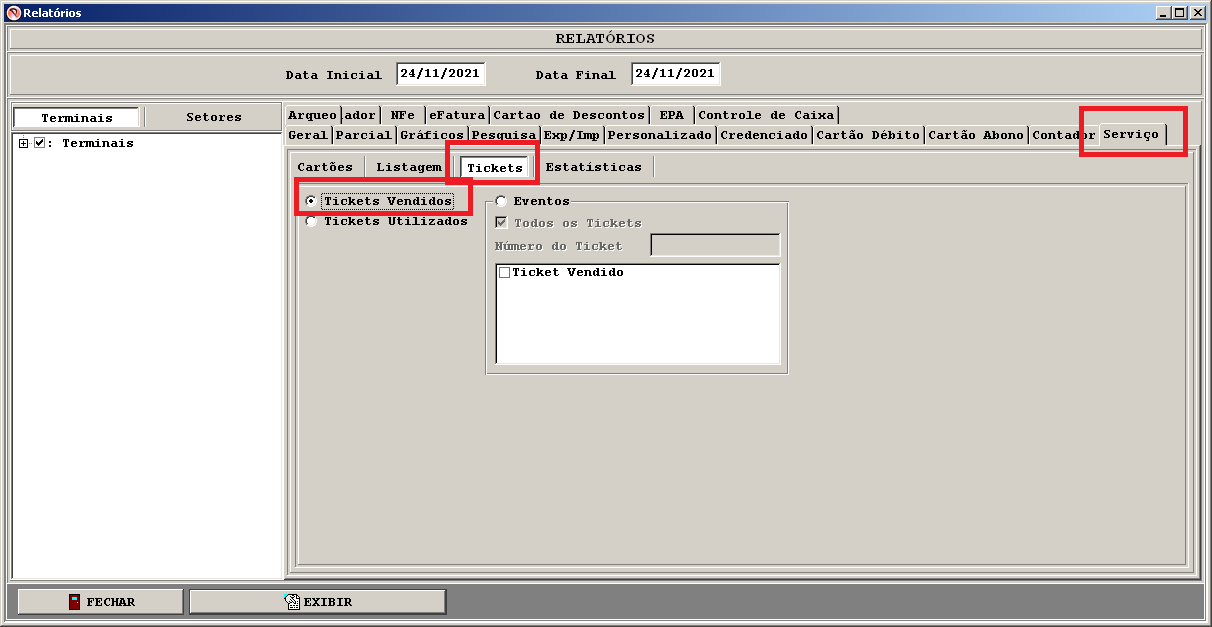 Relatórios
RELATÓRIOS
Data Inicial 24/11/2021 Data Final 24/11/2021
Terminais Setores
: Terminais
Arqueo ador NFe eFatura Cartao de Descontos EPA Controle de Caixa
Geral Parcial Gráficos Pesquisa Exp/Imp Personalizado Credenciado Cartão Débito Cartão Abono Contador Serviço
Cartões Listagem Tickets Estatísticas
Tickets Vendidos
Tickets Utilizados
Eventos
Todos os Tickets
Número do Ticket
Ticket Vendido
FECHAR EXIBIR